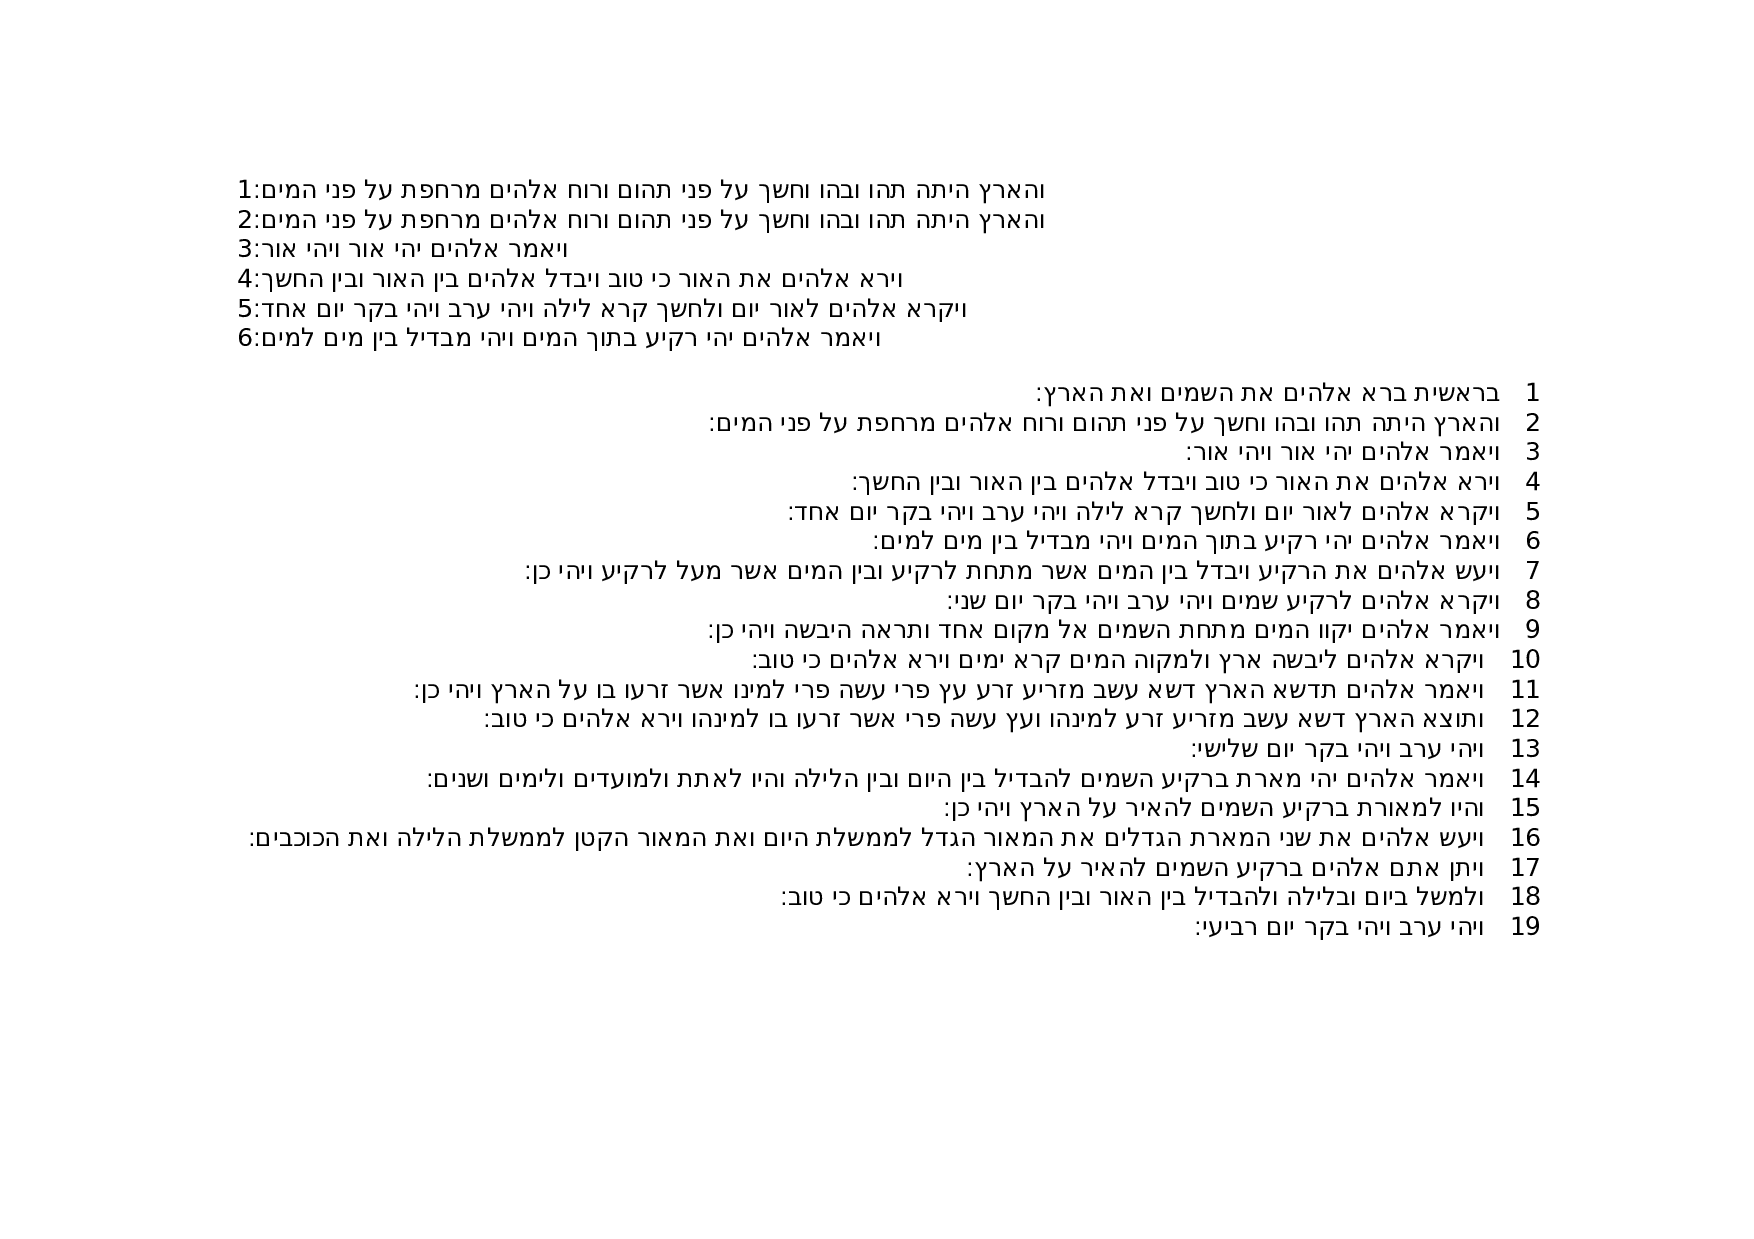 1:והארץ היתה תהו ובהו וחשך על פני תהום ורוח אלהים מרחפת על פני המים
2:והארץ היתה תהו ובהו וחשך על פני תהום ורוח אלהים מרחפת על פני המים
3:ויאמר אלהים יהי אור ויהי אור
4:וירא אלהים את האור כי טוב ויבדל אלהים בין האור ובין החשך
5:ויקרא אלהים לאור יום ולחשך קרא לילה ויהי ערב ויהי בקר יום אחד
6:ויאמר אלהים יהי רקיע בתוך המים ויהי מבדיל בין מים למים
1 בראשית ברא אלהים את השמים ואת הארץ:
2 והארץ היתה תהו ובהו וחשך על פני תהום ורוח אלהים מרחפת על פני המים:
3 ויאמר אלהים יהי אור ויהי אור:
4 וירא אלהים את האור כי טוב ויבדל אלהים בין האור ובין החשך:
5 ויקרא אלהים לאור יום ולחשך קרא לילה ויהי ערב ויהי בקר יום אחד:
6 ויאמר אלהים יהי רקיע בתוך המים ויהי מבדיל בין מים למים:
7 ויעש אלהים את הרקיע ויבדל בין המים אשר מתחת לרקיע ובין המים אשר מעל לרקיע ויהי כן:
8 ויקרא אלהים לרקיע שמים ויהי ערב ויהי בקר יום שני:
9 ויאמר אלהים יקוו המים מתחת השמים אל מקום אחד ותראה היבשה ויהי כן:
10 ויקרא אלהים ליבשה ארץ ולמקוה המים קרא ימים וירא אלהים כי טוב:
11 ויאמר אלהים תדשא הארץ דשא עשב מזריע זרע עץ פרי עשה פרי למינו אשר זרעו בו על הארץ ויהי כן:
12 ותוצא הארץ דשא עשב מזריע זרע למינהו ועץ עשה פרי אשר זרעו בו למינהו וירא אלהים כי טוב:
13 ויהי ערב ויהי בקר יום שלישי:
14 ויאמר אלהים יהי מארת ברקיע השמים להבדיל בין היום ובין הלילה והיו לאתת ולמועדים ולימים ושנים:
15 והיו למאורת ברקיע השמים להאיר על הארץ ויהי כן:
16 ויעש אלהים את שני המארת הגדלים את המאור הגדל לממשלת היום ואת המאור הקטן לממשלת הלילה ואת הכוכבים:
17 ויתן אתם אלהים ברקיע השמים להאיר על הארץ:
18 ולמשל ביום ובלילה ולהבדיל בין האור ובין החשך וירא אלהים כי טוב:
19 ויהי ערב ויהי בקר יום רביעי: